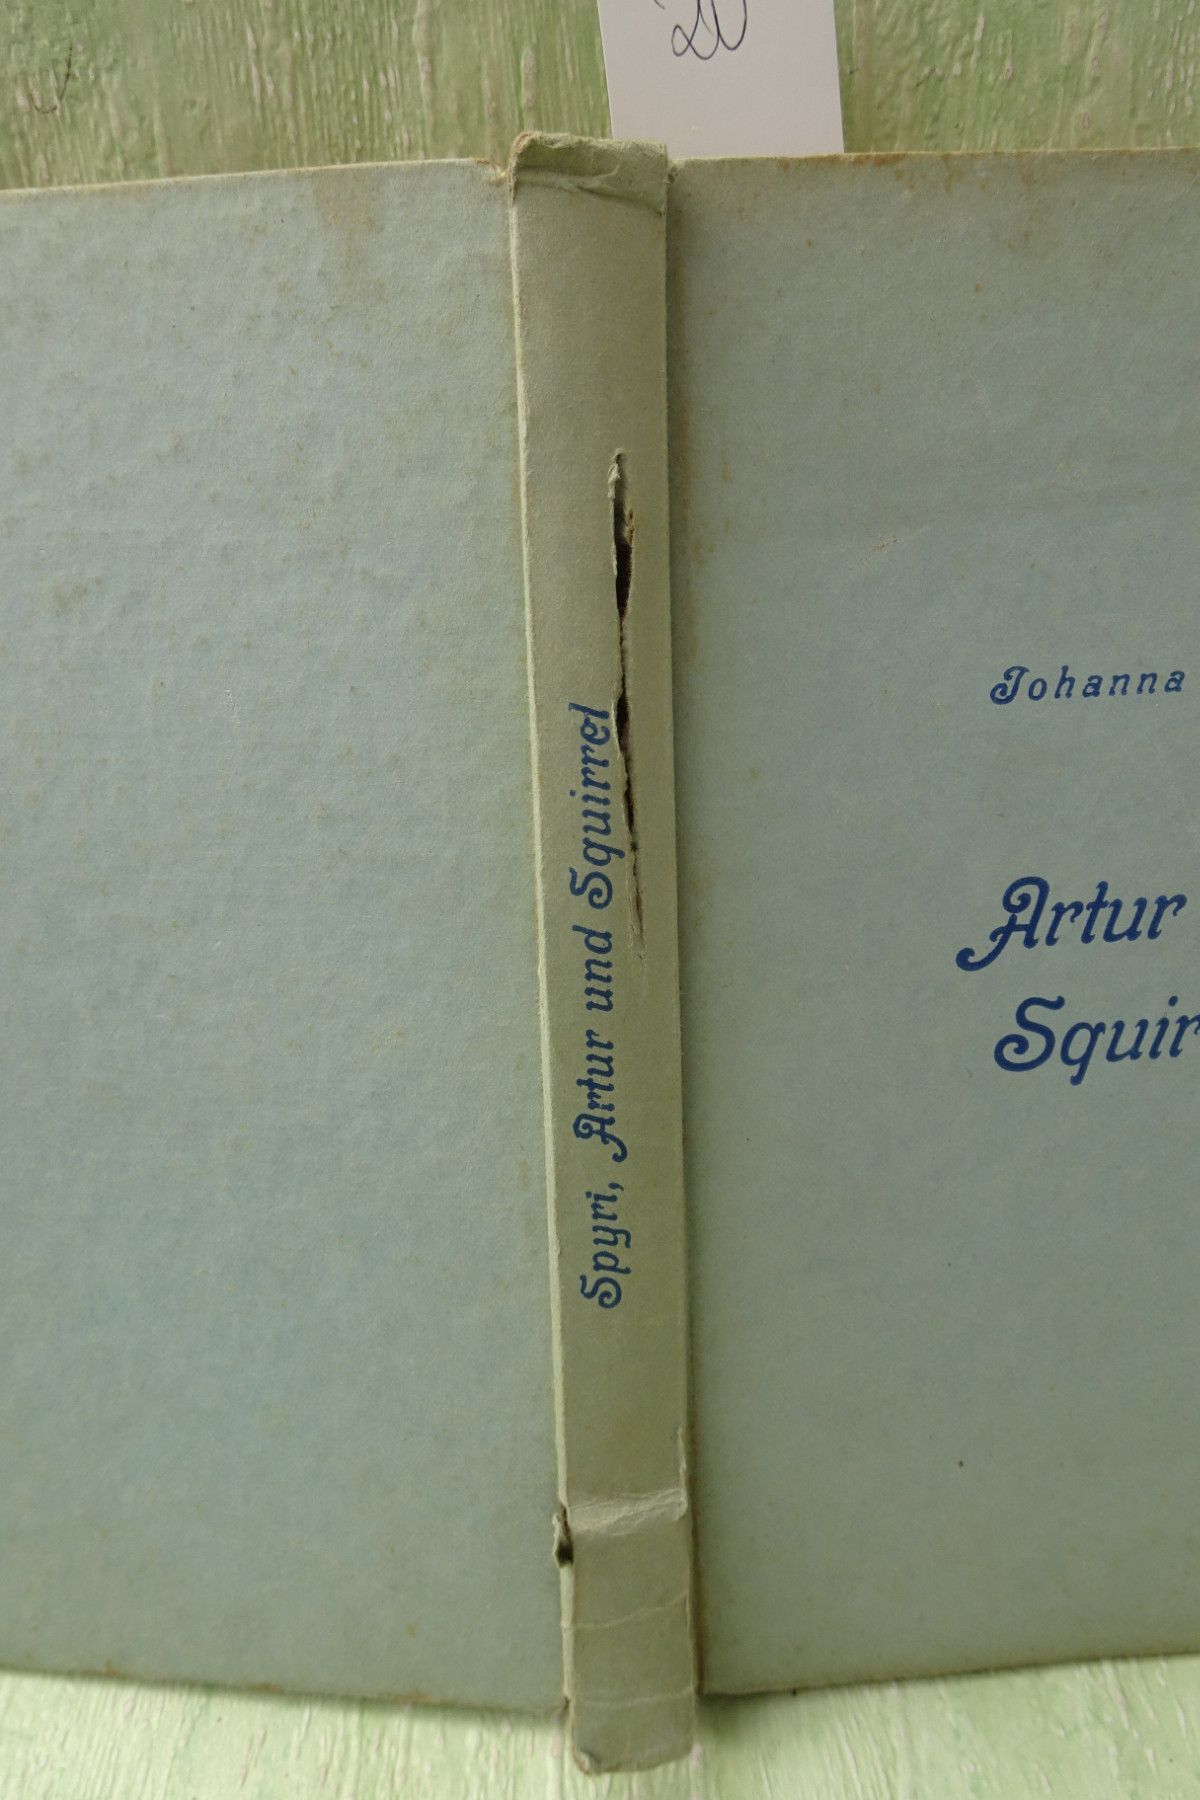 Spyri, Artur und Squirrel
Johanna
Artur
Squir